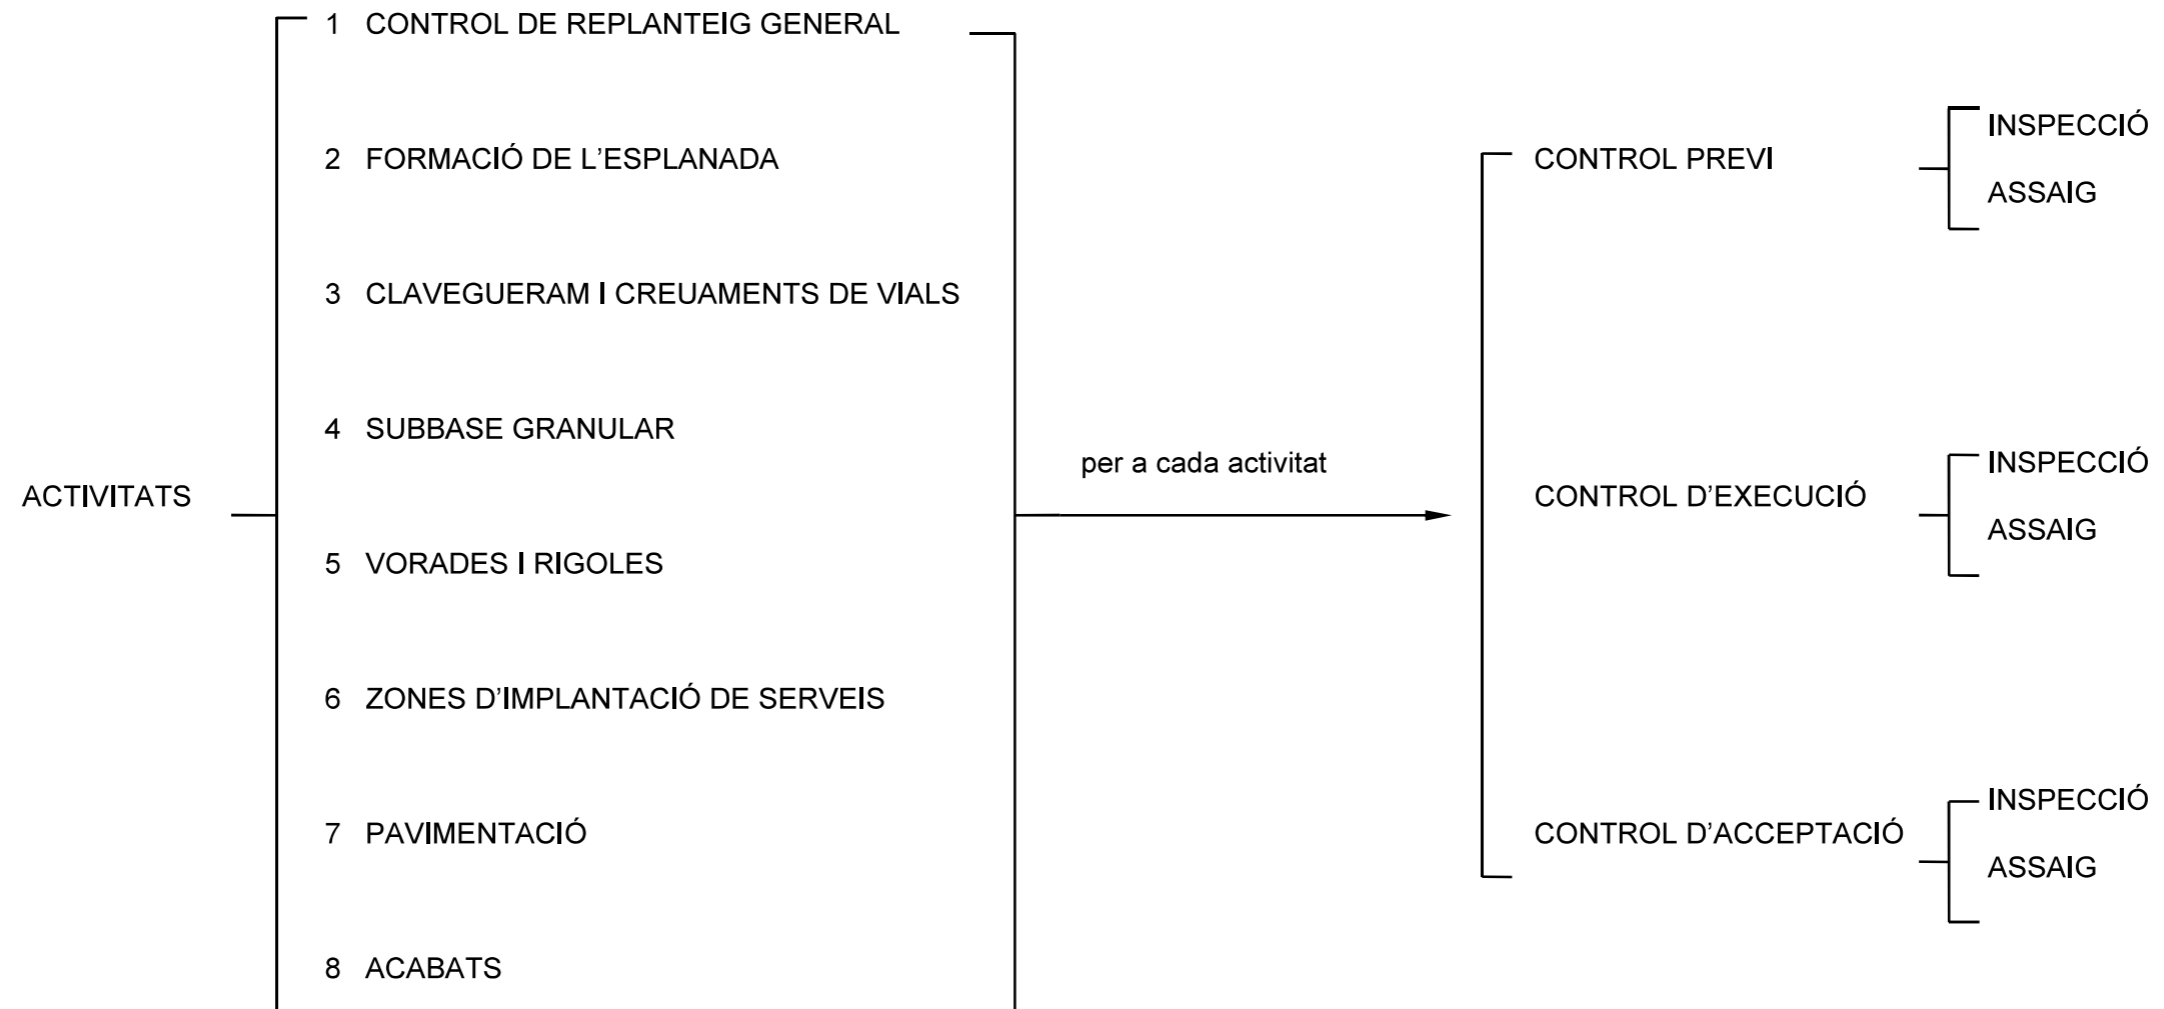 ACTIVITATS
1 CONTROL DE REPLANTEIG GENERAL
2 FORMACIÓ DE L’ESPLANADA
3 CLAVEGUERAM I CREUAMENTS DE VIALS
4 SUBBASE GRANULAR
5 VORADES I RIGOLES
6 ZONES D’IMPLANTACIÓ DE SERVEIS
7 PAVIMENTACIÓ
8 ACABATS
per a cada activitat
CONTROL PREVI
INSPECCIÓ
ASSAIG
CONTROL D’EXECUCIÓ
INSPECCIÓ
ASSAIG
CONTROL D’ACCEPTACIÓ
INSPECCIÓ
ASSAIG